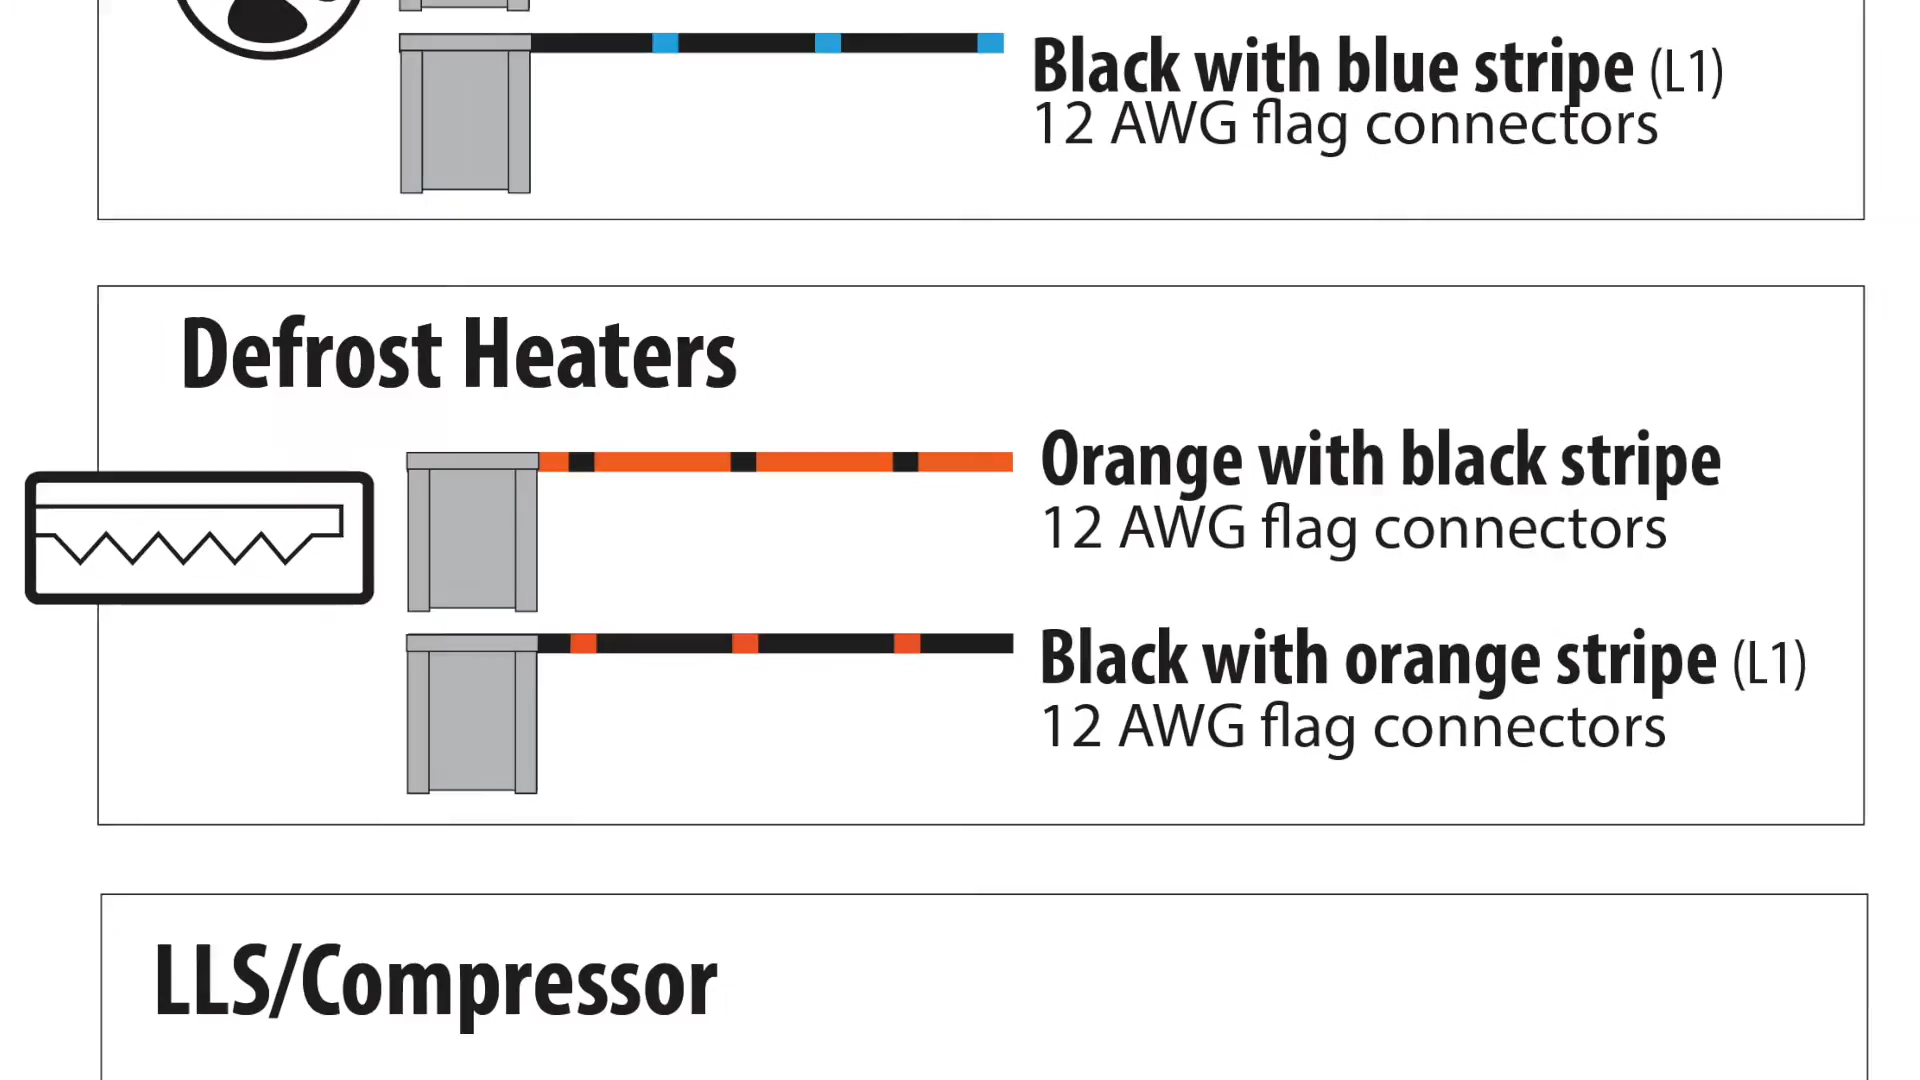 Black with blue stripe (L1)
12 AWG flag connectors
Defrost Heaters
Orange with black stripe
12 AWG flag connectors
Black with orange stripe (L1)
12 AWG flag connectors
LLS/Compressor